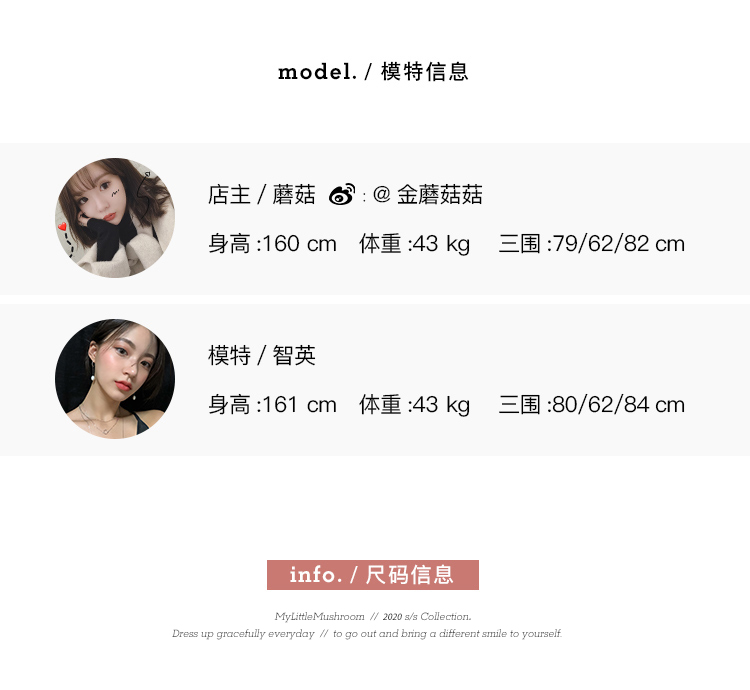 model. / 模特信息
店主 / 蘑菇 : @ 金蘑菇菇
身高 :160 cm 体重 :43 kg 三围 :79/62/82 cm
模特 / 智英
身高 :161 cm 体重 :43 kg 三围 :80/62/84 cm
info. / 尺码信息
MyLittleMushroom // 2020 s/s Collection.
Dress up gracefully everyday // to go out and bring a different smile to yourself.